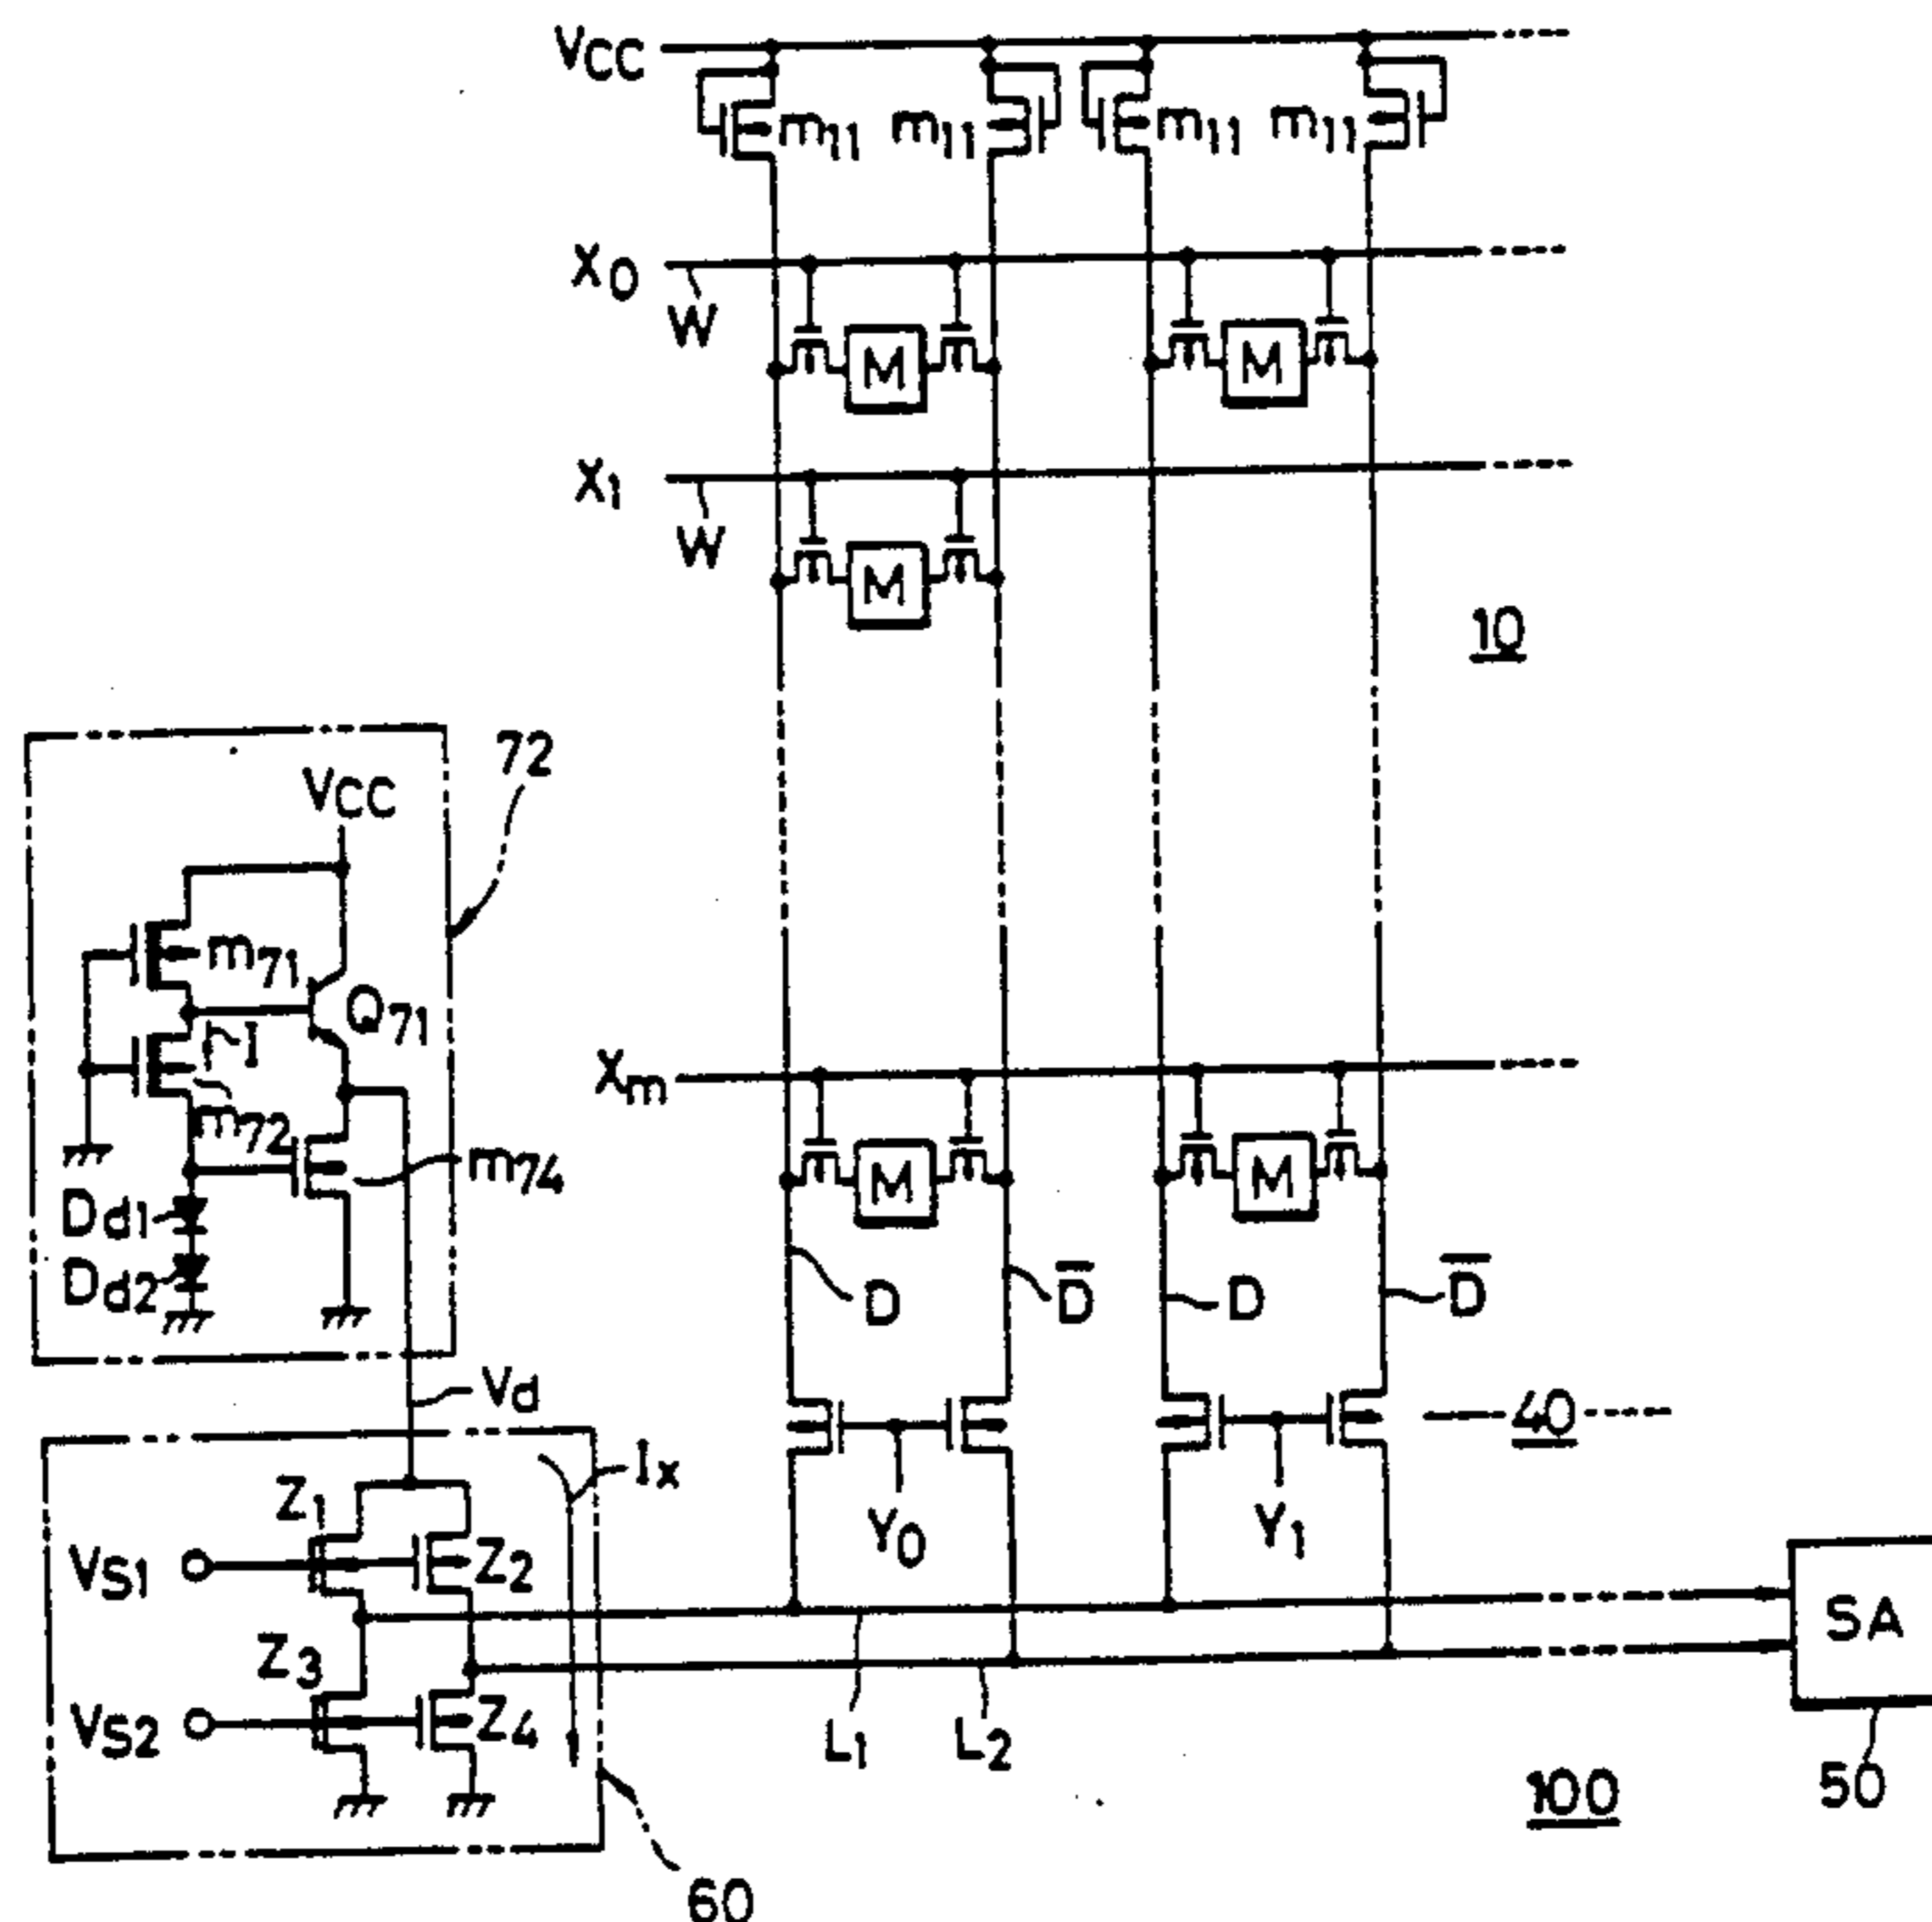 VCC
m11 m11 m11 m11
X0
W
M M
X1
W
M
10
72
VCC
m71
Q71
I
m72
m74
Dd1
Dd2
Xm
M M
D D̅ D D̅
Vd
40
Ix
Z1
VS1
Z2
Y0 Y1
SA
Z3
VS2
Z4
L1 L2
50
100
60